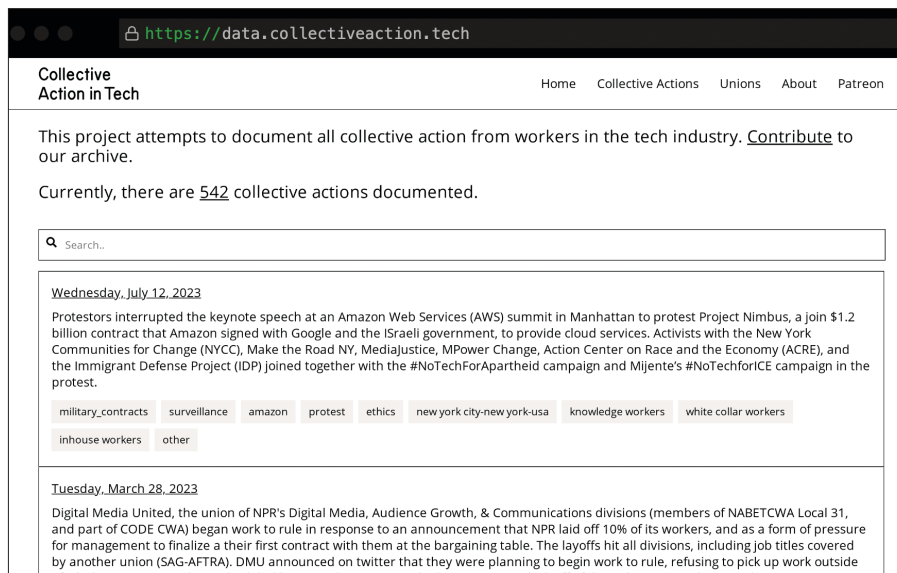 https://data.collectiveaction.tech
Collective
Action in Tech
Home Collective Actions Unions About Patreon
This project attempts to document all collective action from workers in the tech industry. Contribute to
our archive.
Currently, there are 542 collective actions documented.
Search..
Wednesday, July 12, 2023
Protestors interrupted the keynote speech at an Amazon Web Services (AWS) summit in Manhattan to protest Project Nimbus, a join $1.2
billion contract that Amazon signed with Google and the ISraeli government, to provide cloud services. Activists with the New York
Communities for Change (NYCC), Make the Road NY, MediaJustice, MPower Change, Action Center on Race and the Economy (ACRE), and
the Immigrant Defense Project (IDP) joined together with the #NoTechForApartheid campaign and Mijente's #NoTechforICE campaign in the
protest.
military_contracts surveillance amazon protest ethics new york city-new york-usa knowledge workers white collar workers
inhouse workers other
Tuesday, March 28, 2023
Digital Media United, the union of NPR's Digital Media, Audience Growth, & Communications divisions (members of NABETCWA Local 31,
and part of CODE CWA) began work to rule in response to an announcement that NPR laid off 10% of its workers, and as a form of pressure
for management to finalize a their first contract with them at the bargaining table. The layoffs hit all divisions, including job titles covered
by another union (SAG-AFTRA). DMU announced on twitter that they were planning to begin work to rule, refusing to pick up work outside